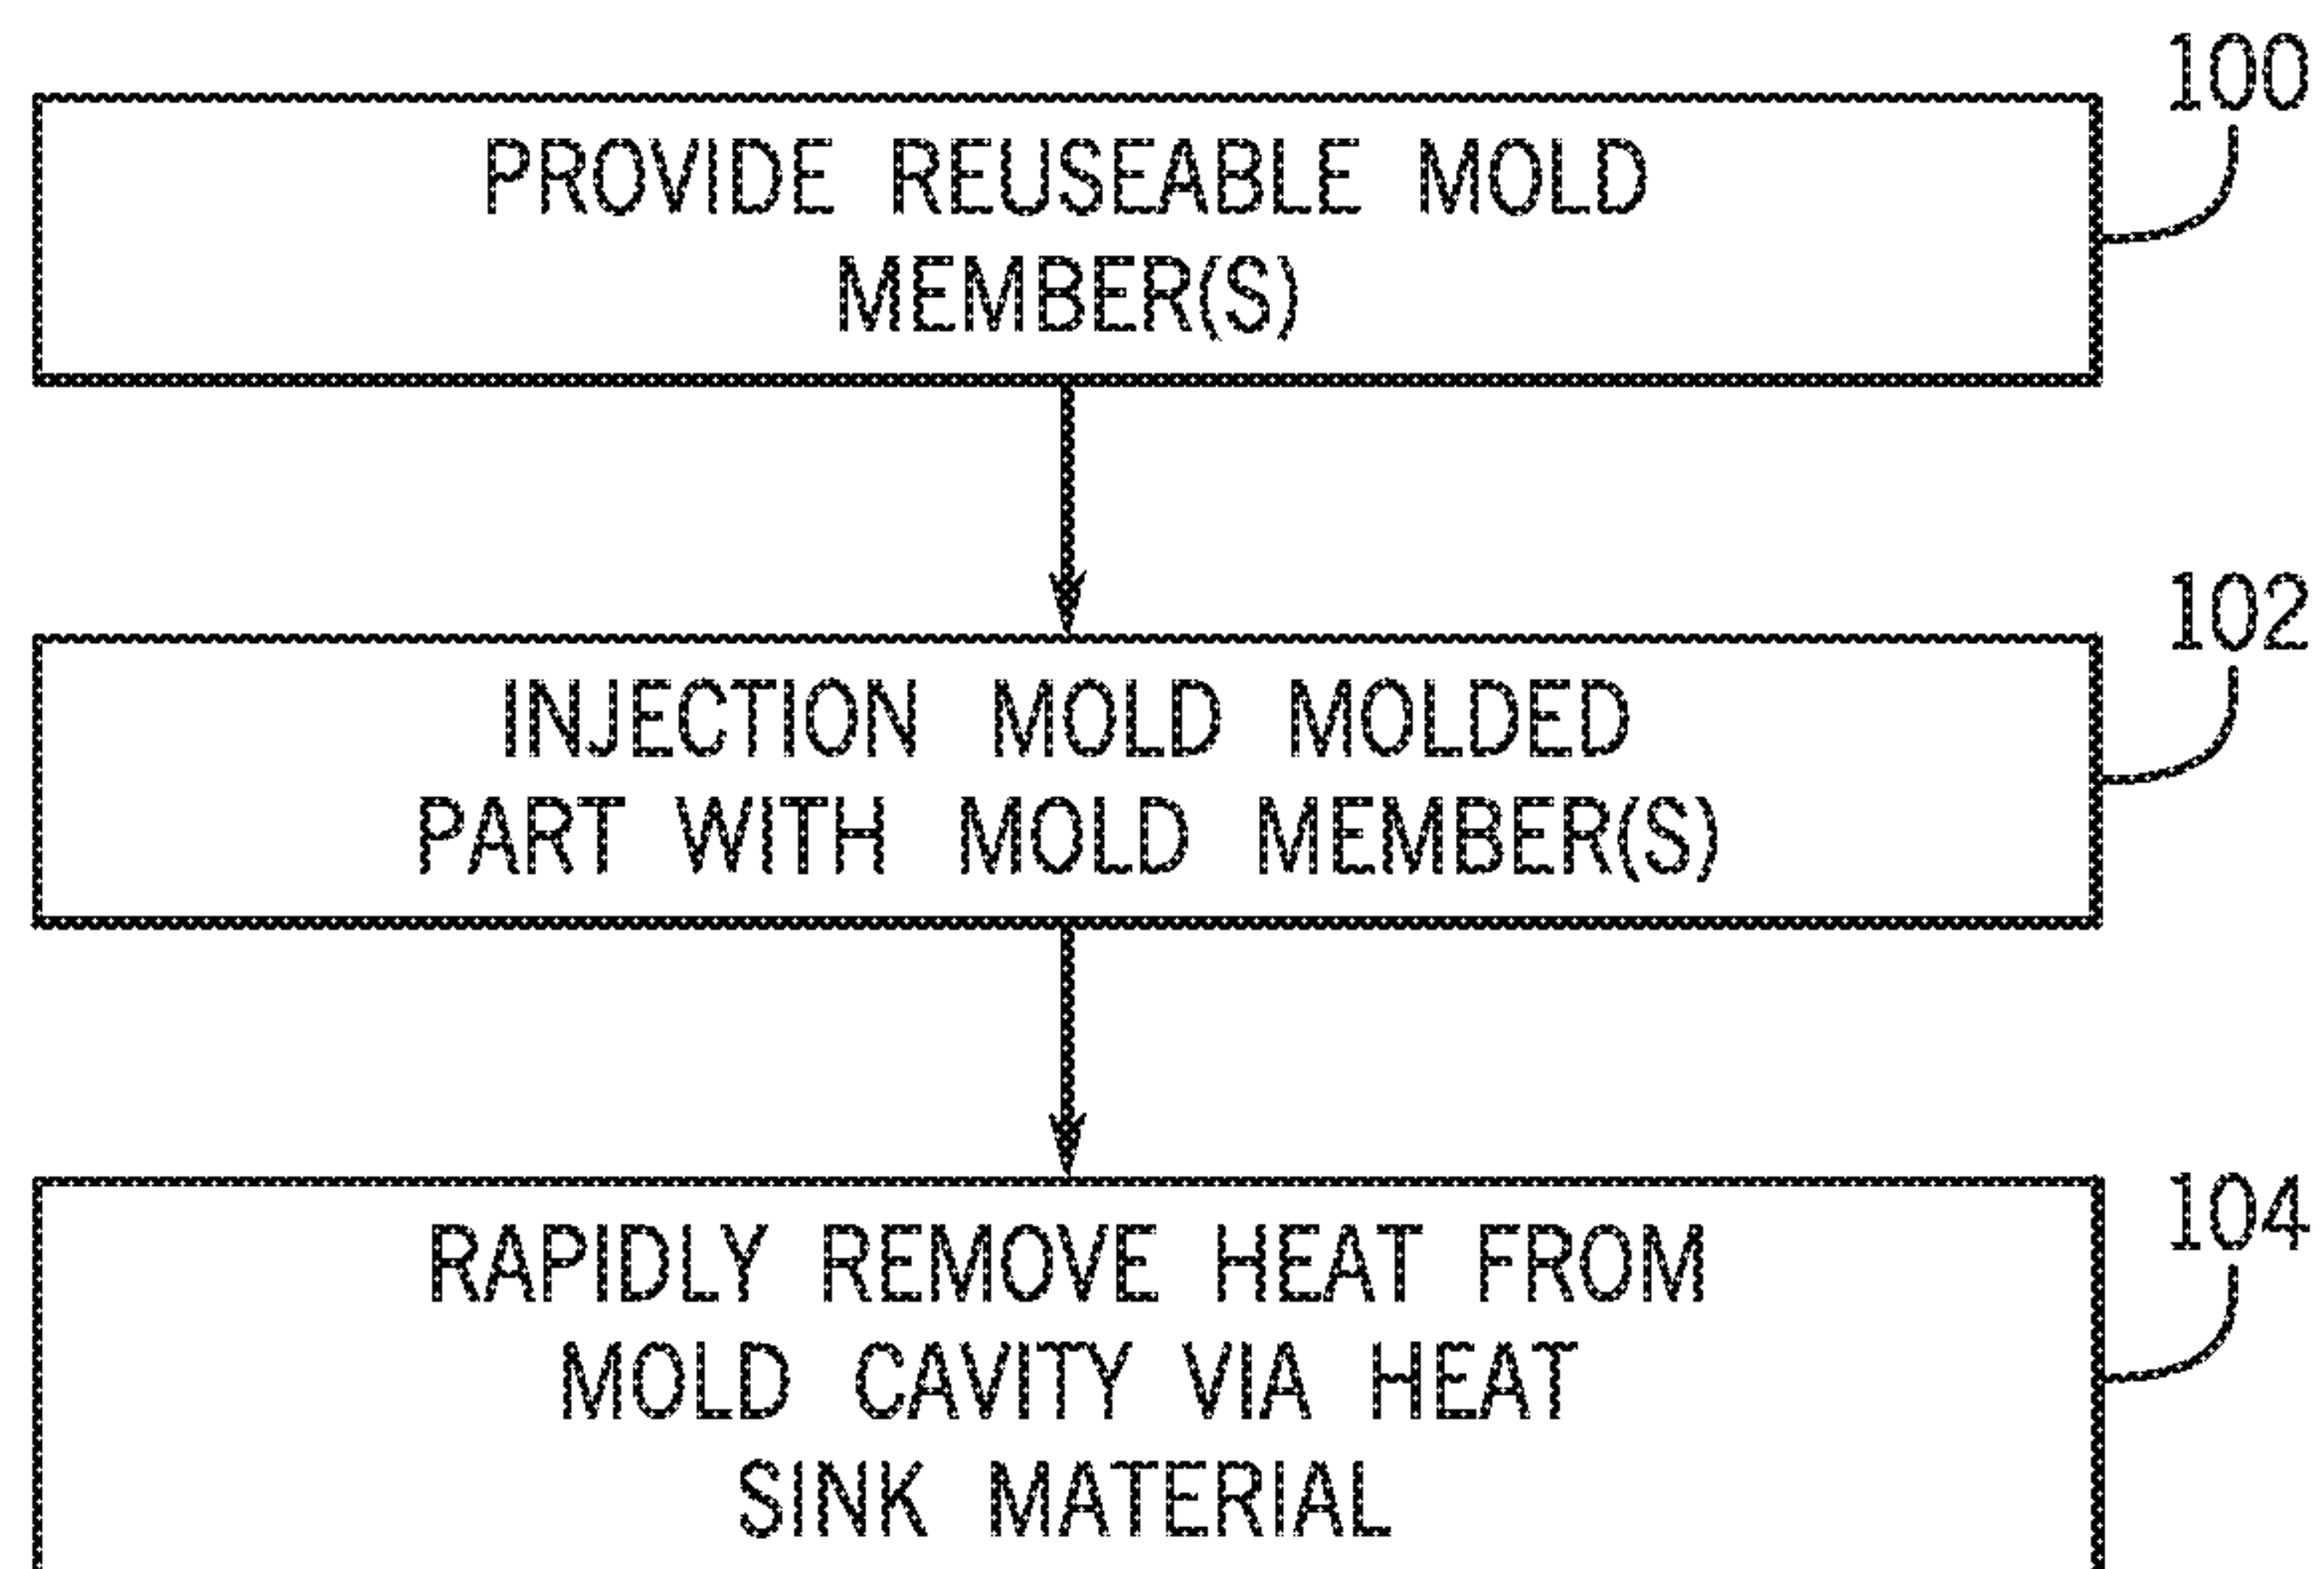 100
PROVIDE REUSEABLE MOLD
MEMBER(S)
102
INJECTION MOLD MOLDED
PART WITH MOLD MEMBER(S)
104
RAPIDLY REMOVE HEAT FROM
MOLD CAVITY VIA HEAT
SINK MATERIAL